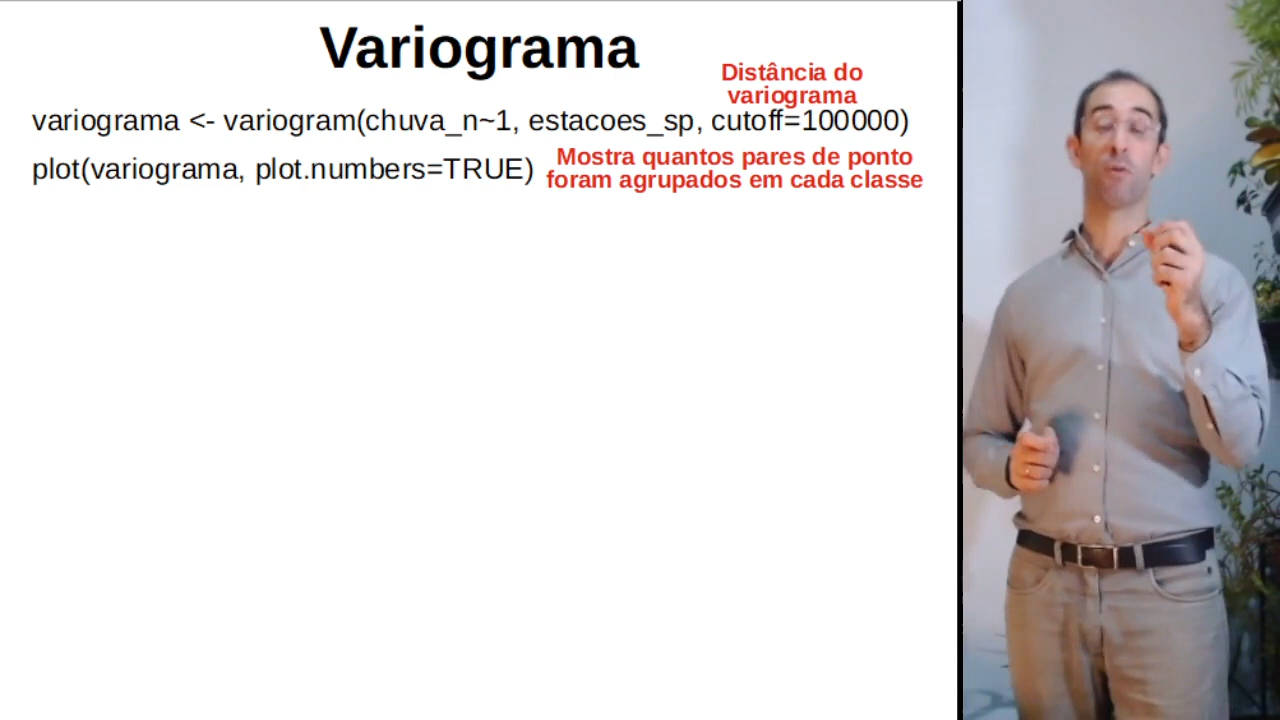 Variograma
Distância do
variograma
variograma <- variogram(chuva_n~1, estacoes_sp, cutoff=100000)
plot(variograma, plot.numbers=TRUE)
Mostra quantos pares de ponto
foram agrupados em cada classe